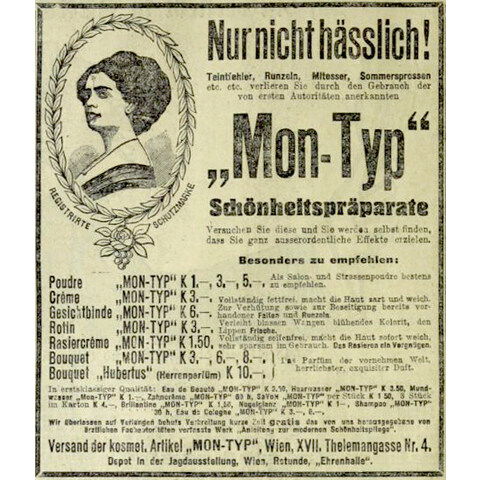 Nur nicht hässlich!
Teintfehler, Runzeln, Mitesser, Sommersprossen
etc. etc. verlieren Sie durch den Gebrauch der
von ersten Autoritäten anerkannten
„Mon-Typ“
Schönheitspräparate
Versuchen Sie diese und Sie werden selbst finden,
dass Sie ganz ausserordentliche Effekte erzielen.
REGISTRIRTE SCHUTZMARKE
Besonders zu empfehlen:
Poudre „MON-TYP“ K 1.—, 3.—, 5.—, Als Salon- und Strassenpouder bestens
zu empfehlen.
Crème „MON-TYP“ K 3.—, Vollständig fettfrei, macht die Haut zart und weich.
Gesichtbinde „MON-TYP“ K 6.—, Zur Verhütung sowie zur Beseitigung bereits vor-
handener Falten und Runzeln.
Rotin „MON-TYP“ K 3.—, Verleiht blassen Wangen blühendes Kolorit, den
Lippen Frische.
Rasiercrème „MON-TYP“ K 1.50, Vollständig seifenfrei, macht die Haut sofort weich,
sehr sparsam im Gebrauch. Das Rasieren ein Vergnügen.
Bouquet „MON-TYP“ K 3.—, 6.—, 8.—, Das Parfüm der vornehmen Welt,
Bouquet „Hubertus“ (Herrenparfüm) K 10.—, herrlichster, exquisiter Duft.
In erstklassiger Qualität: Eau de Beauté „MON-TYP“ K 2.10, Haarwasser „MON-TYP“ K 3.50, Mund-
wasser „Mon-TYP“ K 1.—, Zahncrème „MON-TYP“ 80 h, Savon „MON-TYP“ per Stück K 1.50, 3 Stück
im Karton K 4.—, Brillantine „MON-TYP“ K 1.50, Nagelglanz „MON-TYP“ K 1.—, Shampoo „MON-TYP“
30 h, Eau de Cologne „MON-TYP“ K 3.—, 6.—.
Wir überlassen auf Verlangen behufs Verbreitung kurze Zeit gratis das von uns herausgegebene von
ärztlichen Fachautor ititen verfasste Werk „Anleitung zur modernen Schönheitspflege“.
Versand der kosmet. Artikel „MON-TYP“, Wien, XVII. Thelemangasse Nr. 4.
Depot in der Jagdausstellung, Wien, Rotunde, „Ehrenhalle“.